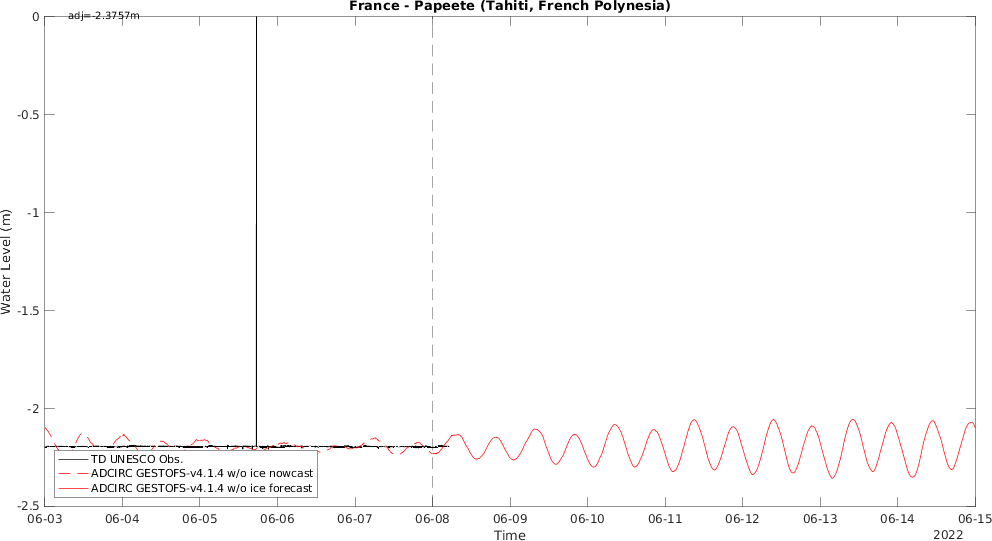 France - Papeete (Tahiti, French Polynesia)
adj=-2.3757m
0
-0.5
-1
-1.5
-2
-2.5
Water Level (m)
TD UNESCO Obs.
ADCIRC GESTOFS-v4.1.4 w/o ice nowcast
ADCIRC GESTOFS-v4.1.4 w/o ice forecast
06-03 06-04 06-05 06-06 06-07 06-08 06-09 06-10 06-11 06-12 06-13 06-14 06-15
Time
2022